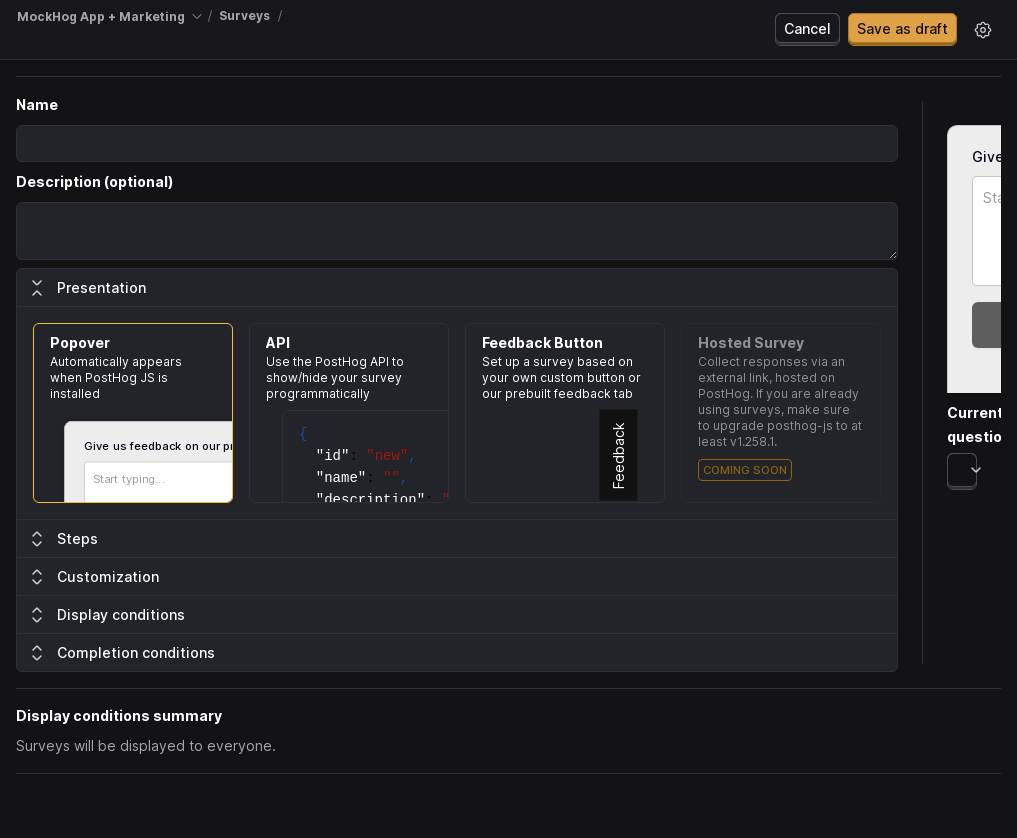 MockHog App + Marketing / Surveys /
Cancel
Save as draft
Name
Description (optional)
Presentation
Popover
Automatically appears
when PostHog JS is
installed
Give us feedback on our pr
Start typing...
API
Use the PostHog API to
show/hide your survey
programmatically
{
"id": "new",
"name": "",
"description": "
Feedback Button
Set up a survey based on
your own custom button or
our prebuilt feedback tab
Feedback
Hosted Survey
Collect responses via an
external link, hosted on
PostHog. If you are already
using surveys, make sure
to upgrade posthog-js to at
least v1.258.1.
COMING SOON
Steps
Customization
Display conditions
Completion conditions
Give
Sta
Current
questio
Display conditions summary
Surveys will be displayed to everyone.